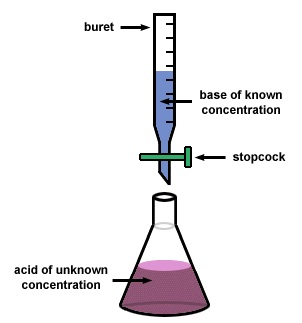 buret
base of known
concentration
stopcock
acid of unknown
concentration